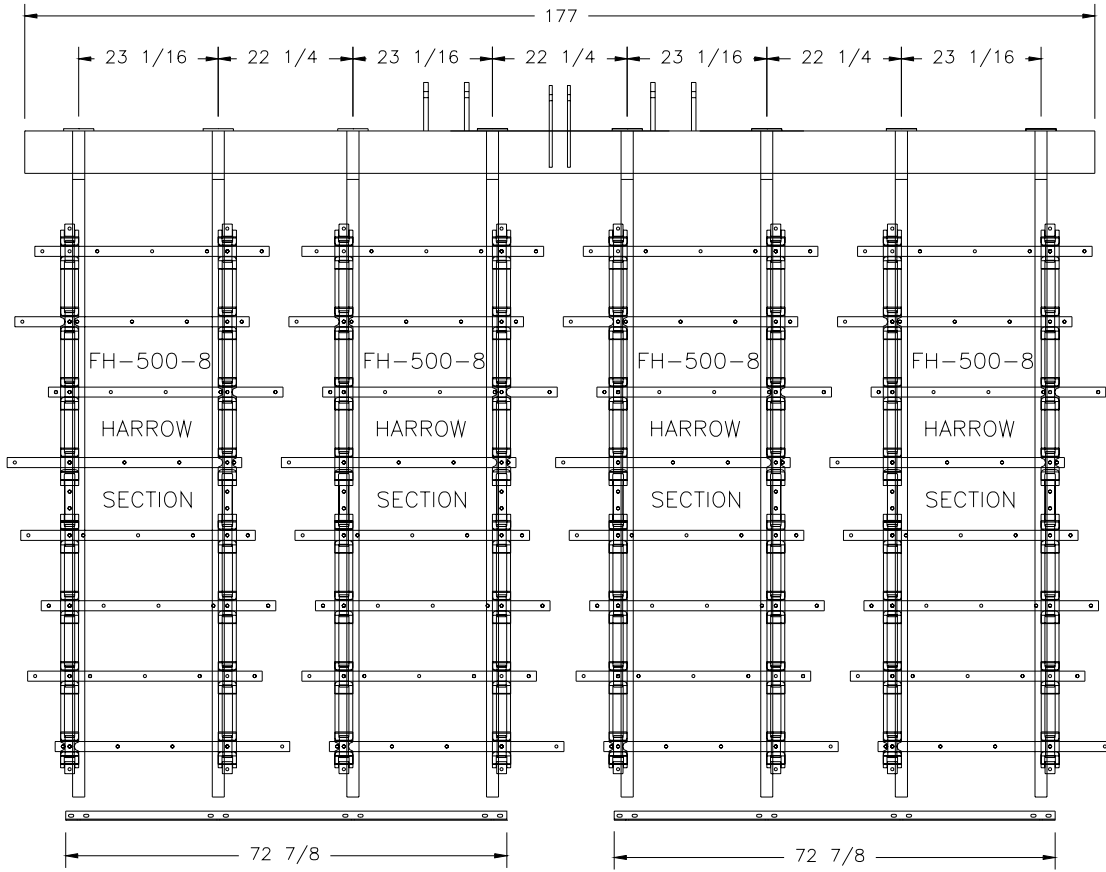 177
23 1/16 22 1/4 23 1/16 22 1/4 23 1/16 22 1/4 23 1/16
FH-500-8 FH-500-8 FH-500-8 FH-500-8
HARROW HARROW HARROW HARROW
SECTION SECTION SECTION SECTION
72 7/8 72 7/8